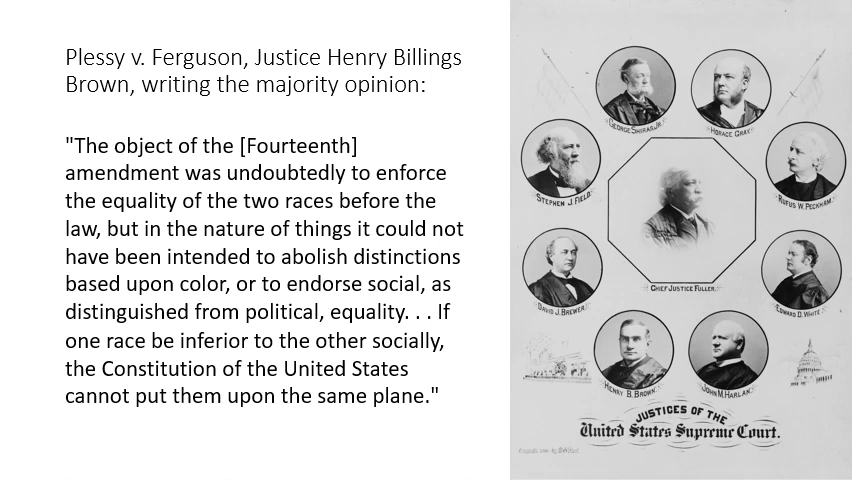 Plessy v. Ferguson, Justice Henry Billings
Brown, writing the majority opinion:
"The object of the [Fourteenth]
amendment was undoubtedly to enforce
the equality of the two races before the
law, but in the nature of things it could not
have been intended to abolish distinctions
based upon color, or to endorse social, as
distinguished from political, equality. . . If
one race be inferior to the other socially,
the Constitution of the United States
cannot put them upon the same plane."
GEORGE SHIRAS, JR.
HORACE GRAY.
STEPHEN J. FIELD.
RUFUS W. PECKHAM.
CHIEF JUSTICE FULLER.
DAVID J. BREWER.
EDWARD D. WHITE.
HENRY B. BROWN.
JOHN M. HARLAN.
JUSTICES OF THE
United States Supreme Court.